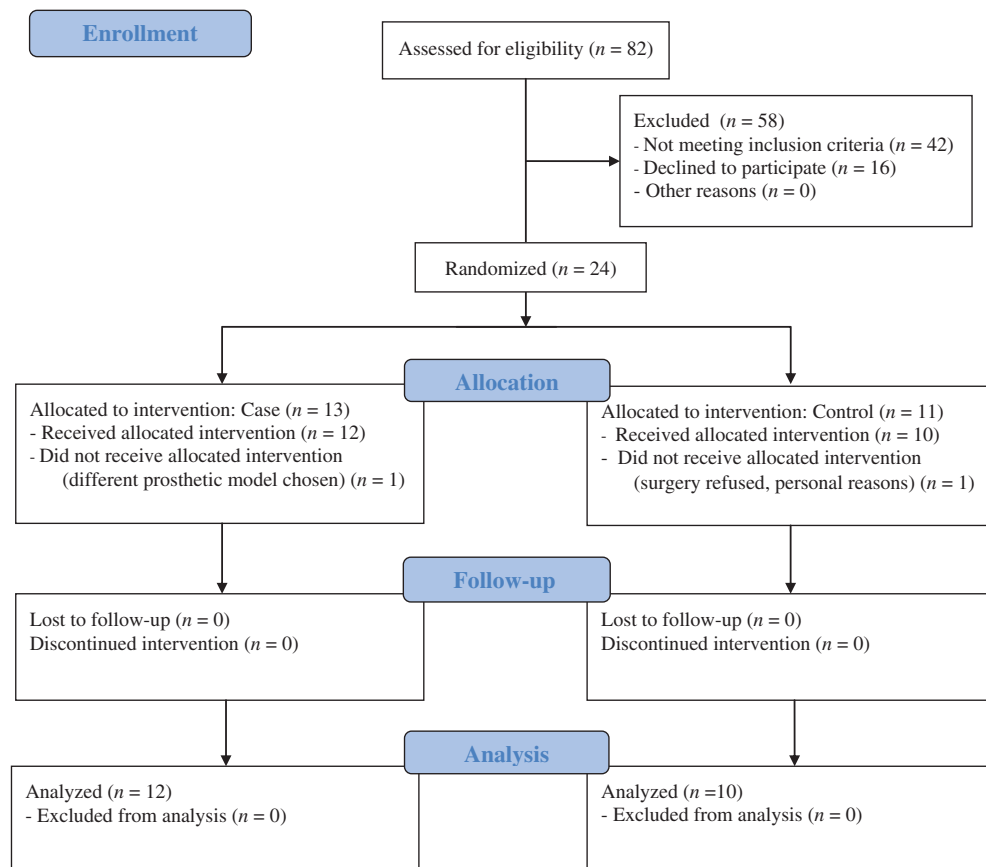 Enrollment
Assessed for eligibility (n = 82)
Excluded (n = 58)
- Not meeting inclusion criteria (n = 42)
- Declined to participate (n = 16)
- Other reasons (n = 0)
Randomized (n = 24)
Allocation
Allocated to intervention: Case (n = 13)
- Received allocated intervention (n = 12)
- Did not receive allocated intervention
(different prosthetic model chosen) (n = 1)
Allocated to intervention: Control (n = 11)
- Received allocated intervention (n = 10)
- Did not receive allocated intervention
(surgery refused, personal reasons) (n = 1)
Follow-up
Lost to follow-up (n = 0)
Discontinued intervention (n = 0)
Lost to follow-up (n = 0)
Discontinued intervention (n = 0)
Analysis
Analyzed (n = 12)
- Excluded from analysis (n = 0)
Analyzed (n =10)
- Excluded from analysis (n = 0)